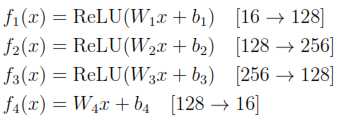 f₁(x) = ReLU(W₁x + b₁) [16 → 128]
f₂(x) = ReLU(W₂x + b₂) [128 → 256]
f₃(x) = ReLU(W₃x + b₃) [256 → 128]
f₄(x) = W₄x + b₄ [128 → 16]